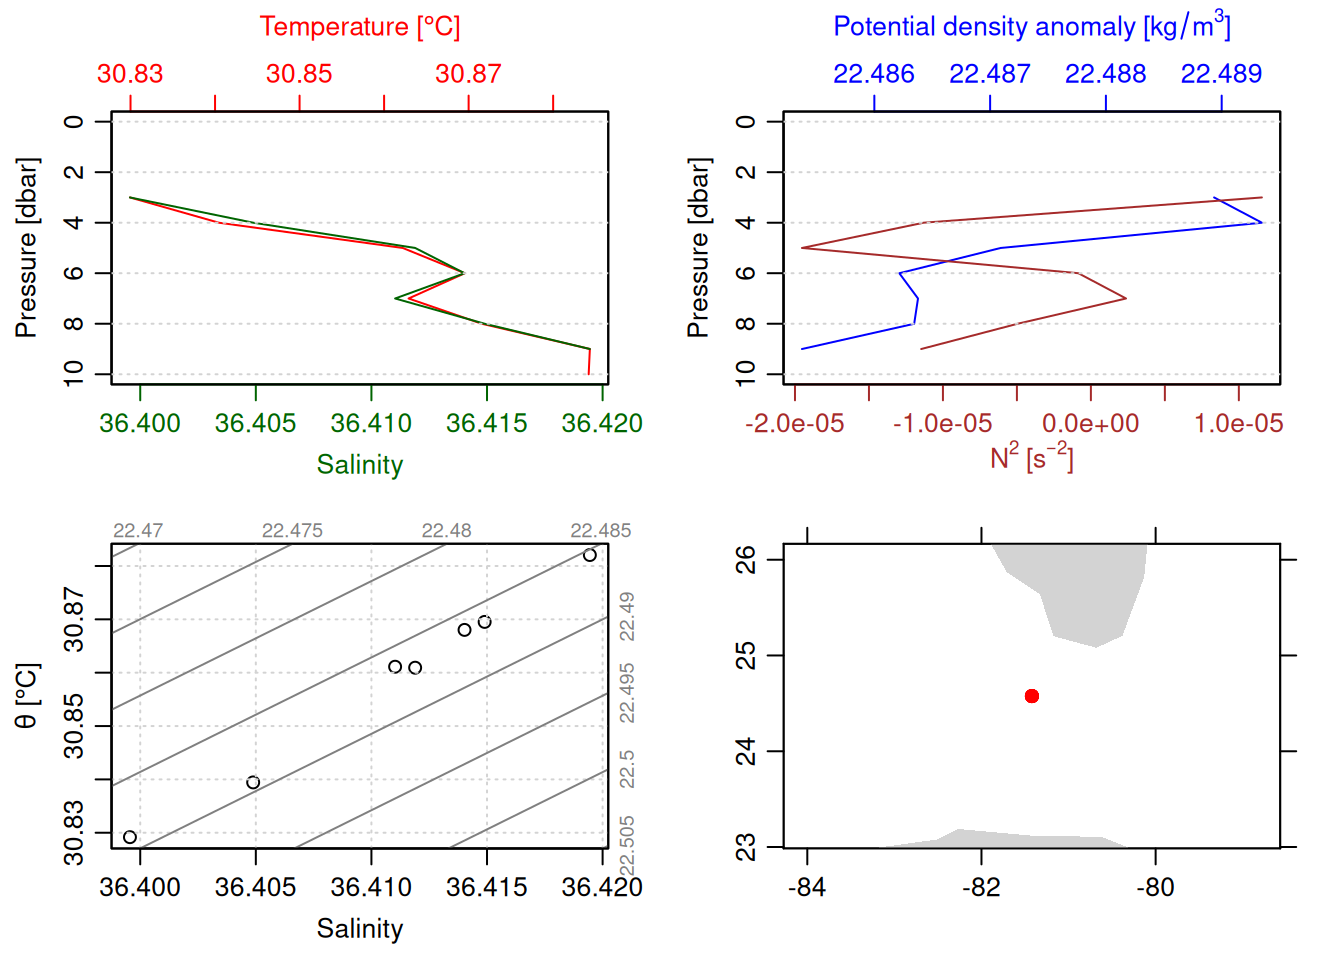 Temperature [°C]
30.83 30.85 30.87
Pressure [dbar]
0
2
4
6
8
10
36.400 36.405 36.410 36.415 36.420
Salinity
Potential density anomaly [kg/m³]
22.486 22.487 22.488 22.489
Pressure [dbar]
0
2
4
6
8
10
-2.0e-05 -1.0e-05 0.0e+00 1.0e-05
N² [s⁻²]
22.47 22.475 22.48 22.485
θ [°C]
30.87
30.85
30.83
22.49
22.495
22.5
22.505
36.400 36.405 36.410 36.415 36.420
Salinity
26
25
24
23
-84 -82 -80